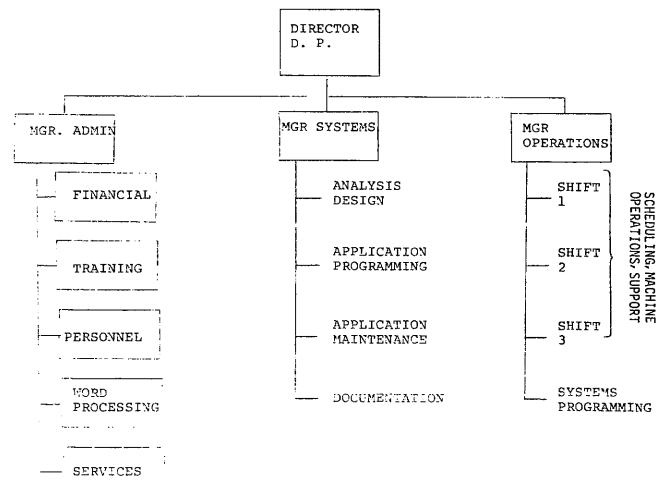 DIRECTOR
D. P.
MGR. ADMIN
FINANCIAL
TRAINING
PERSONNEL
WORD
PROCESSING
SERVICES
MGR SYSTEMS
ANALYSIS
DESIGN
APPLICATION
PROGRAMMING
APPLICATION
MAINTENANCE
DOCUMENTATION
MGR
OPERATIONS
SHIFT
1
SHIFT
2
SHIFT
3
SYSTEMS
PROGRAMMING
SCHEDULING, MACHINE
OPERATIONS, SUPPORT